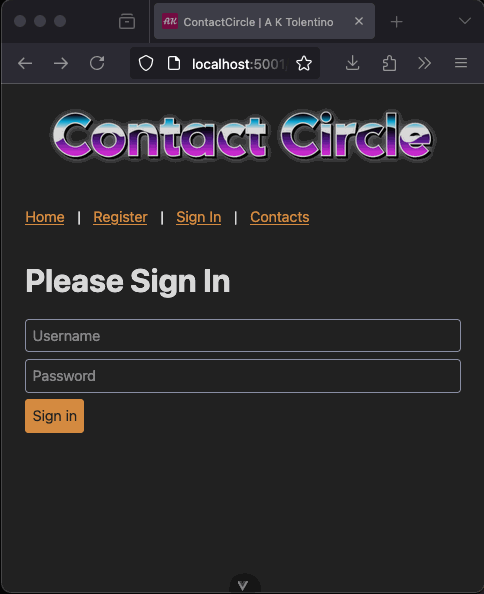 AK ContactCircle | A K Tolentino
localhost:5001
Contact Circle
Home | Register | Sign In | Contacts
Please Sign In
Username
Password
Sign in